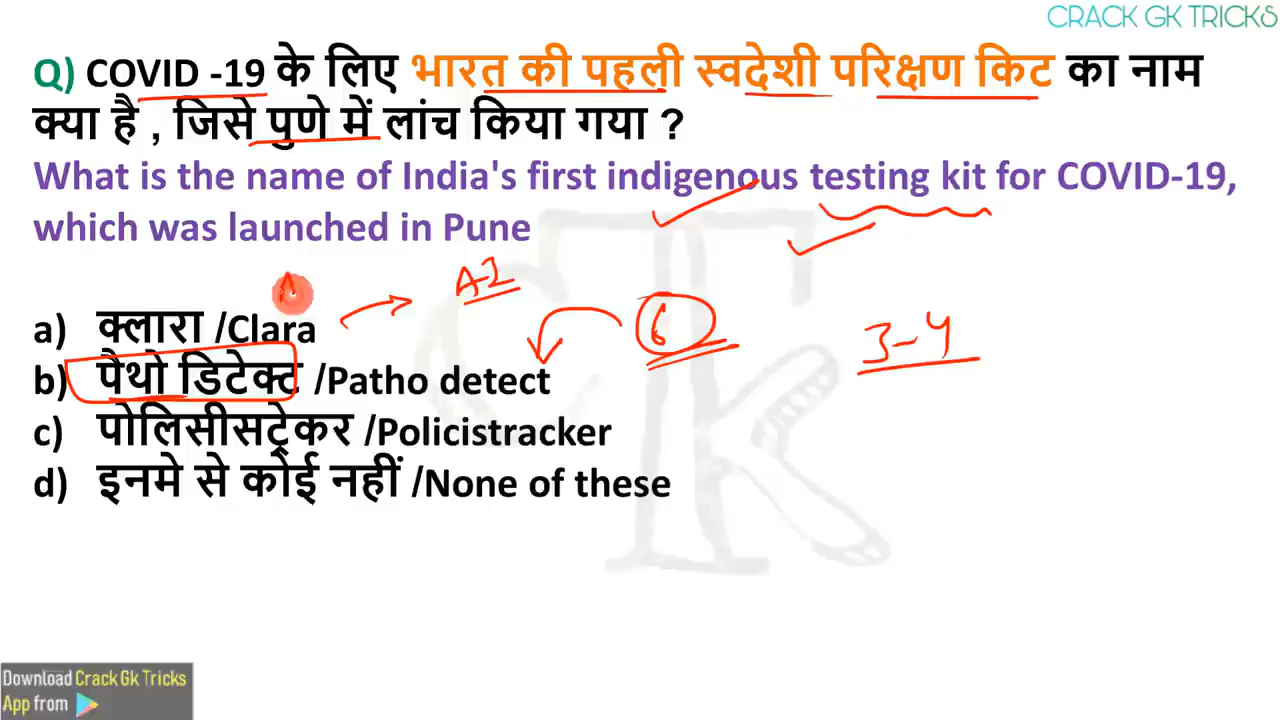 CRACK GK TRICKS
Q) COVID -19 के लिए भारत की पहली स्वदेशी परिक्षण किट का नाम
क्या है , जिसे पुणे में लांच किया गया ?
What is the name of India's first indigenous testing kit for COVID-19,
which was launched in Pune
A-I
a) क्लारा /Clara
6
3-4
b) पैथो डिटेक्ट /Patho detect
c) पोलिसीसट्रेकर /Policistracker
d) इनमे से कोई नहीं /None of these
Download Crack Gk Tricks
App from